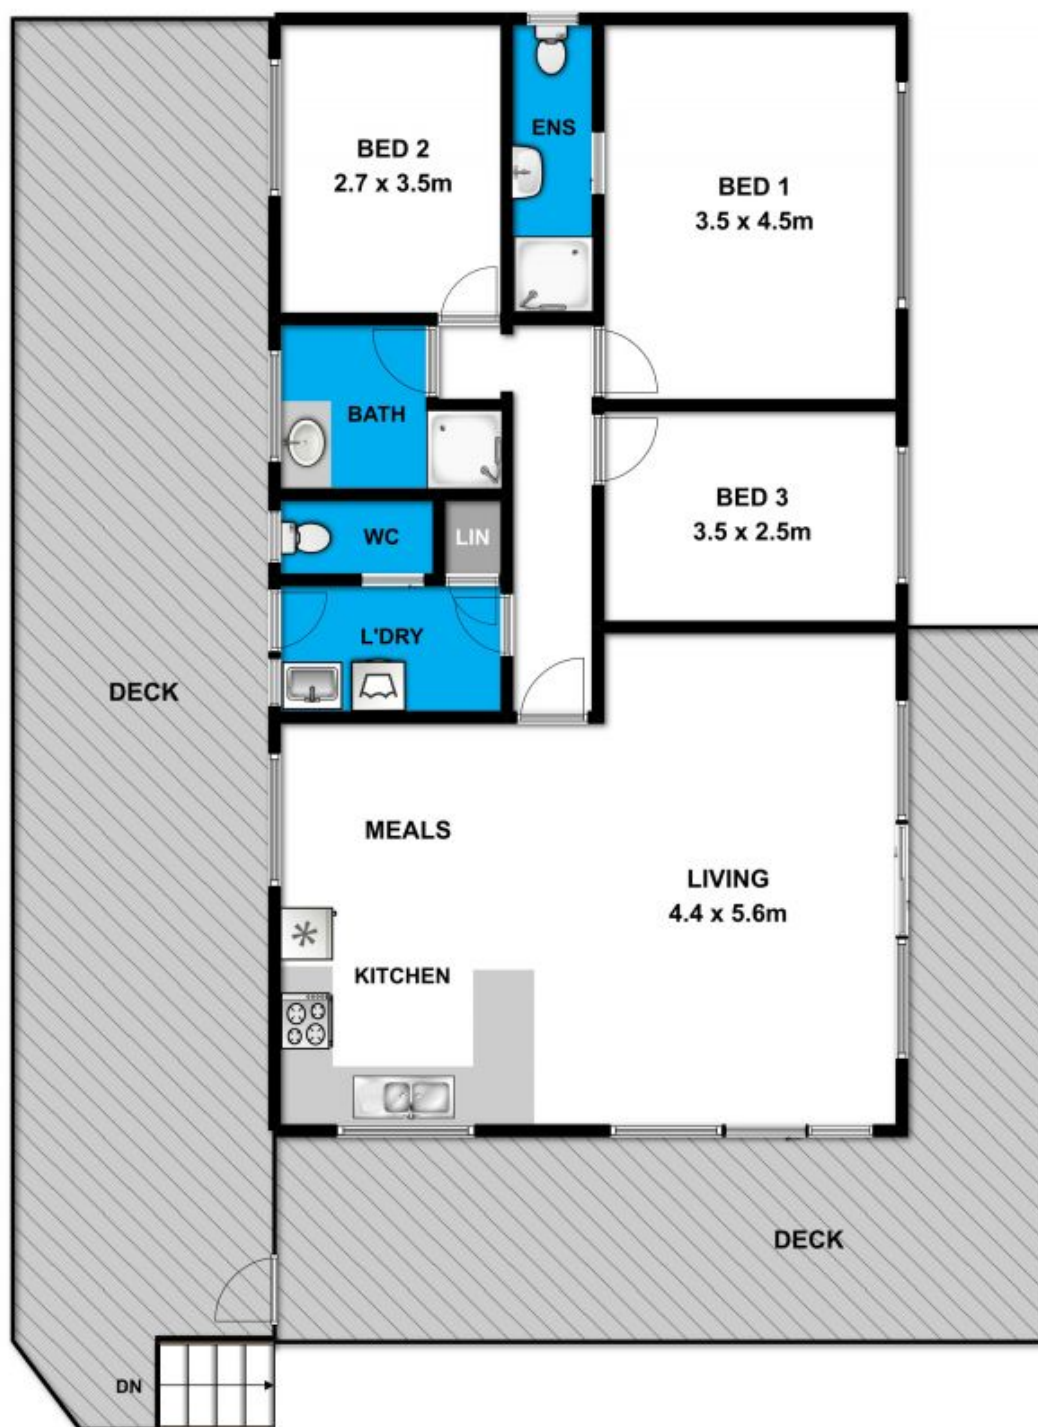 ENS
BED 2
2.7 x 3.5m
BED 1
3.5 x 4.5m
BATH
BED 3
3.5 x 2.5m
WC
LIN
L'DRY
DECK
MEALS
LIVING
4.4 x 5.6m
KITCHEN
DECK
DN